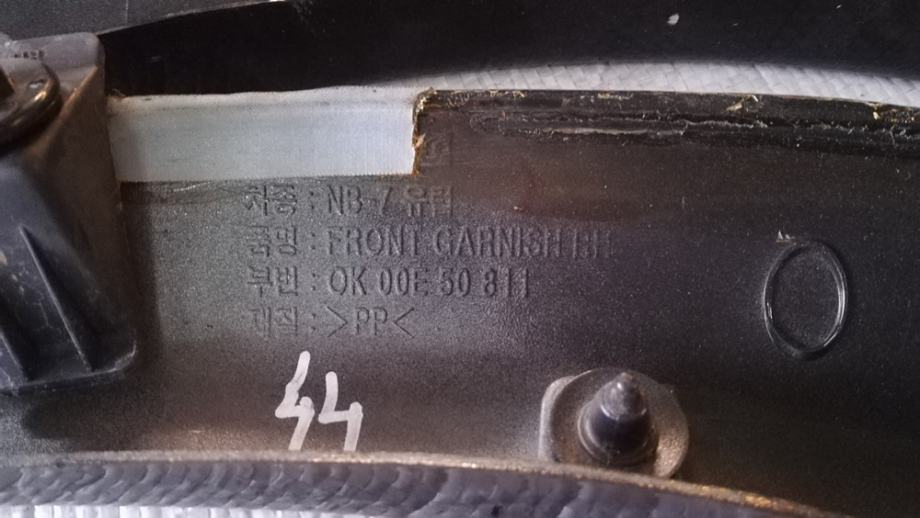 차종 : NB-7 유럽
품명 : FRONT GARNISH RH
부번 : OK 00E 50 811
재질 : >PP<
44